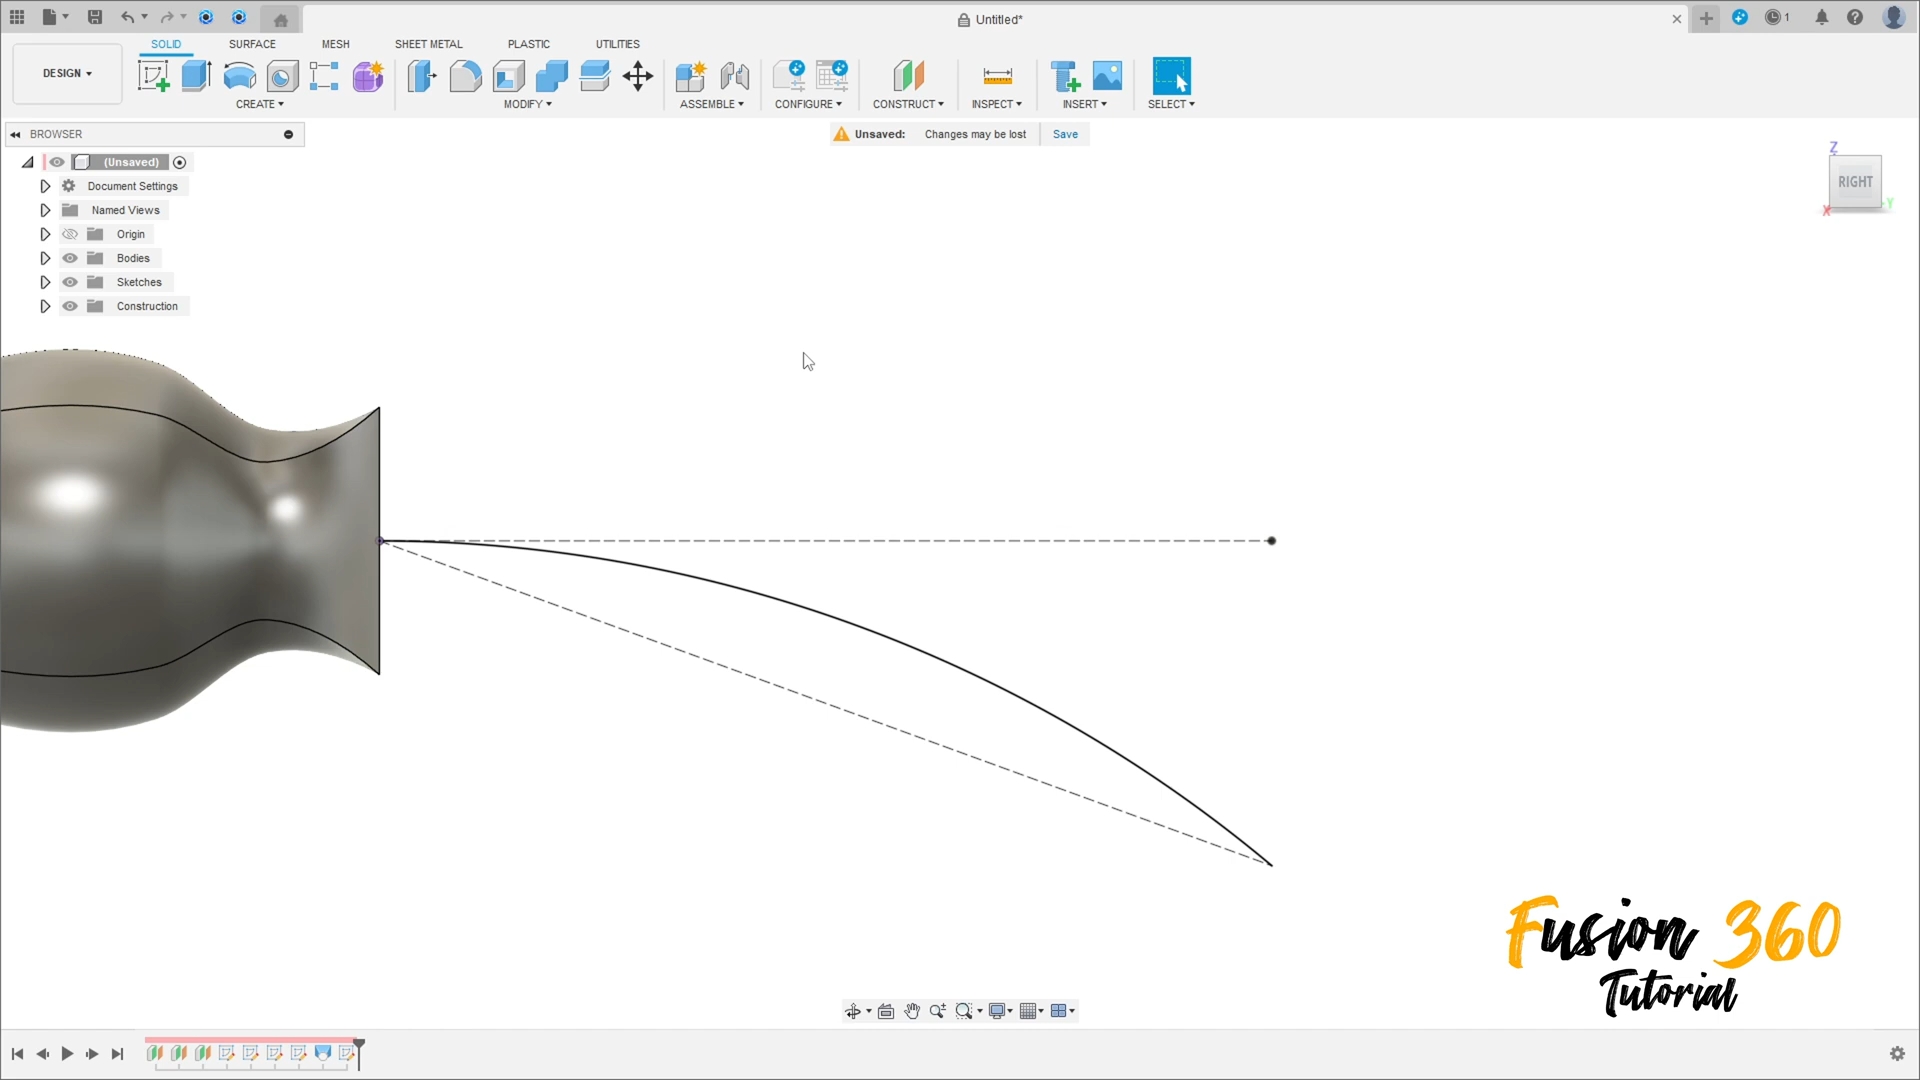 Untitled*
1
DESIGN
SOLID
SURFACE
MESH
SHEET METAL
PLASTIC
UTILITIES
CREATE
MODIFY
ASSEMBLE
CONFIGURE
CONSTRUCT
INSPECT
INSERT
SELECT
BROWSER
Unsaved: Changes may be lost Save
(Unsaved)
Document Settings
Named Views
Origin
Bodies
Sketches
Construction
Z
RIGHT
X
Y
Fusion 360
Tutorial